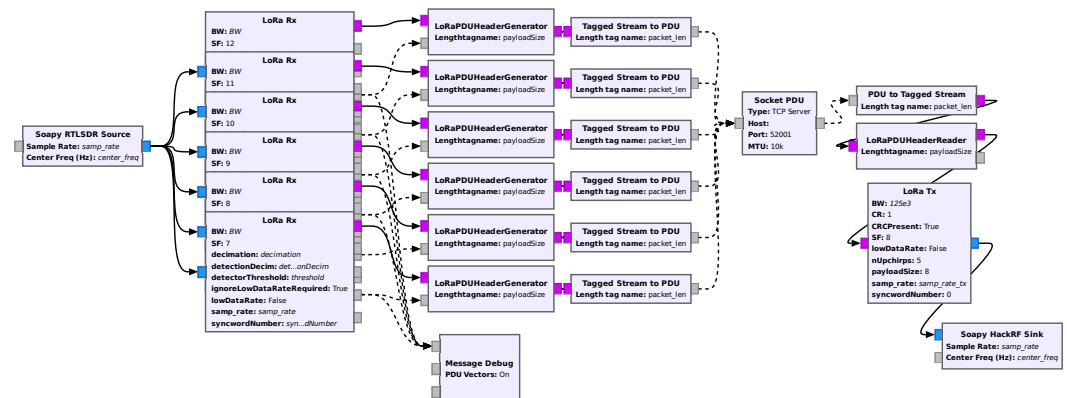 Soapy RTLSDR Source
Sample Rate: samp_rate
Center Freq (Hz): center_freq
LoRa Rx
BW: BW
SF: 12
LoRa Rx
BW: BW
SF: 11
LoRa Rx
BW: BW
SF: 10
LoRa Rx
BW: BW
SF: 9
LoRa Rx
BW: BW
SF: 8
LoRa Rx
BW: BW
SF: 7
decimation: decimation
detectionDecim: det...onDecim
detectorThreshold: threshold
ignoreLowDataRateRequired: True
lowDataRate: False
samp_rate: samp_rate
syncwordNumber: syn...dNumber
LoRaPDUHeaderGenerator
Lengthtagname: payloadSize
LoRaPDUHeaderGenerator
Lengthtagname: payloadSize
LoRaPDUHeaderGenerator
Lengthtagname: payloadSize
LoRaPDUHeaderGenerator
Lengthtagname: payloadSize
LoRaPDUHeaderGenerator
Lengthtagname: payloadSize
LoRaPDUHeaderGenerator
Lengthtagname: payloadSize
Tagged Stream to PDU
Length tag name: packet_len
Tagged Stream to PDU
Length tag name: packet_len
Tagged Stream to PDU
Length tag name: packet_len
Tagged Stream to PDU
Length tag name: packet_len
Tagged Stream to PDU
Length tag name: packet_len
Tagged Stream to PDU
Length tag name: packet_len
Message Debug
PDU Vectors: On
Socket PDU
Type: TCP Server
Host:
Port: 52001
MTU: 10k
PDU to Tagged Stream
Length tag name: packet_len
LoRaPDUHeaderReader
Lengthtagname: payloadSize
LoRa Tx
BW: 125e3
CR: 1
CRCPresent: True
SF: 8
lowDataRate: False
nUpchirps: 5
payloadSize: 8
samp_rate: samp_rate_tx
syncwordNumber: 0
Soapy HackRF Sink
Sample Rate: samp_rate
Center Freq (Hz): center_freq